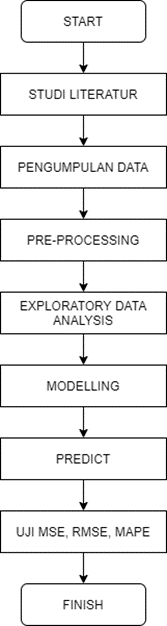 START
STUDI LITERATUR
PENGUMPULAN DATA
PRE-PROCESSING
EXPLORATORY DATA
ANALYSIS
MODELLING
PREDICT
UJI MSE, RMSE, MAPE
FINISH